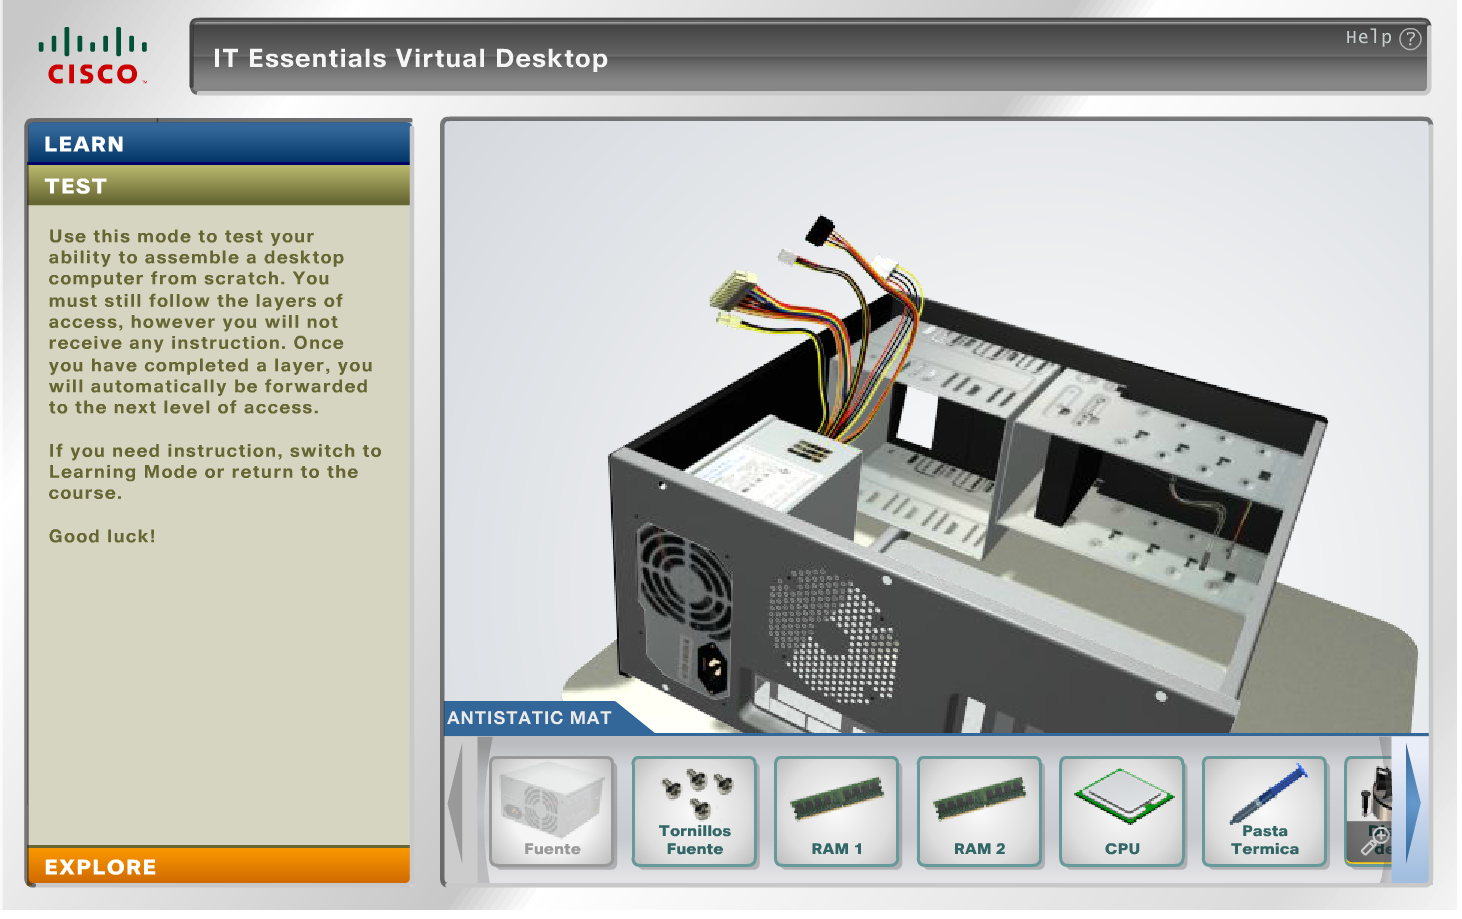 CISCO
IT Essentials Virtual Desktop
Help ?
LEARN
TEST
Use this mode to test your
ability to assemble a desktop
computer from scratch. You
must still follow the layers of
access, however you will not
receive any instruction. Once
you have completed a layer, you
will automatically be forwarded
to the next level of access.
If you need instruction, switch to
Learning Mode or return to the
course.
Good luck!
EXPLORE
ANTISTATIC MAT
Fuente
Tornillos
Fuente
RAM 1
RAM 2
CPU
Pasta
Termica